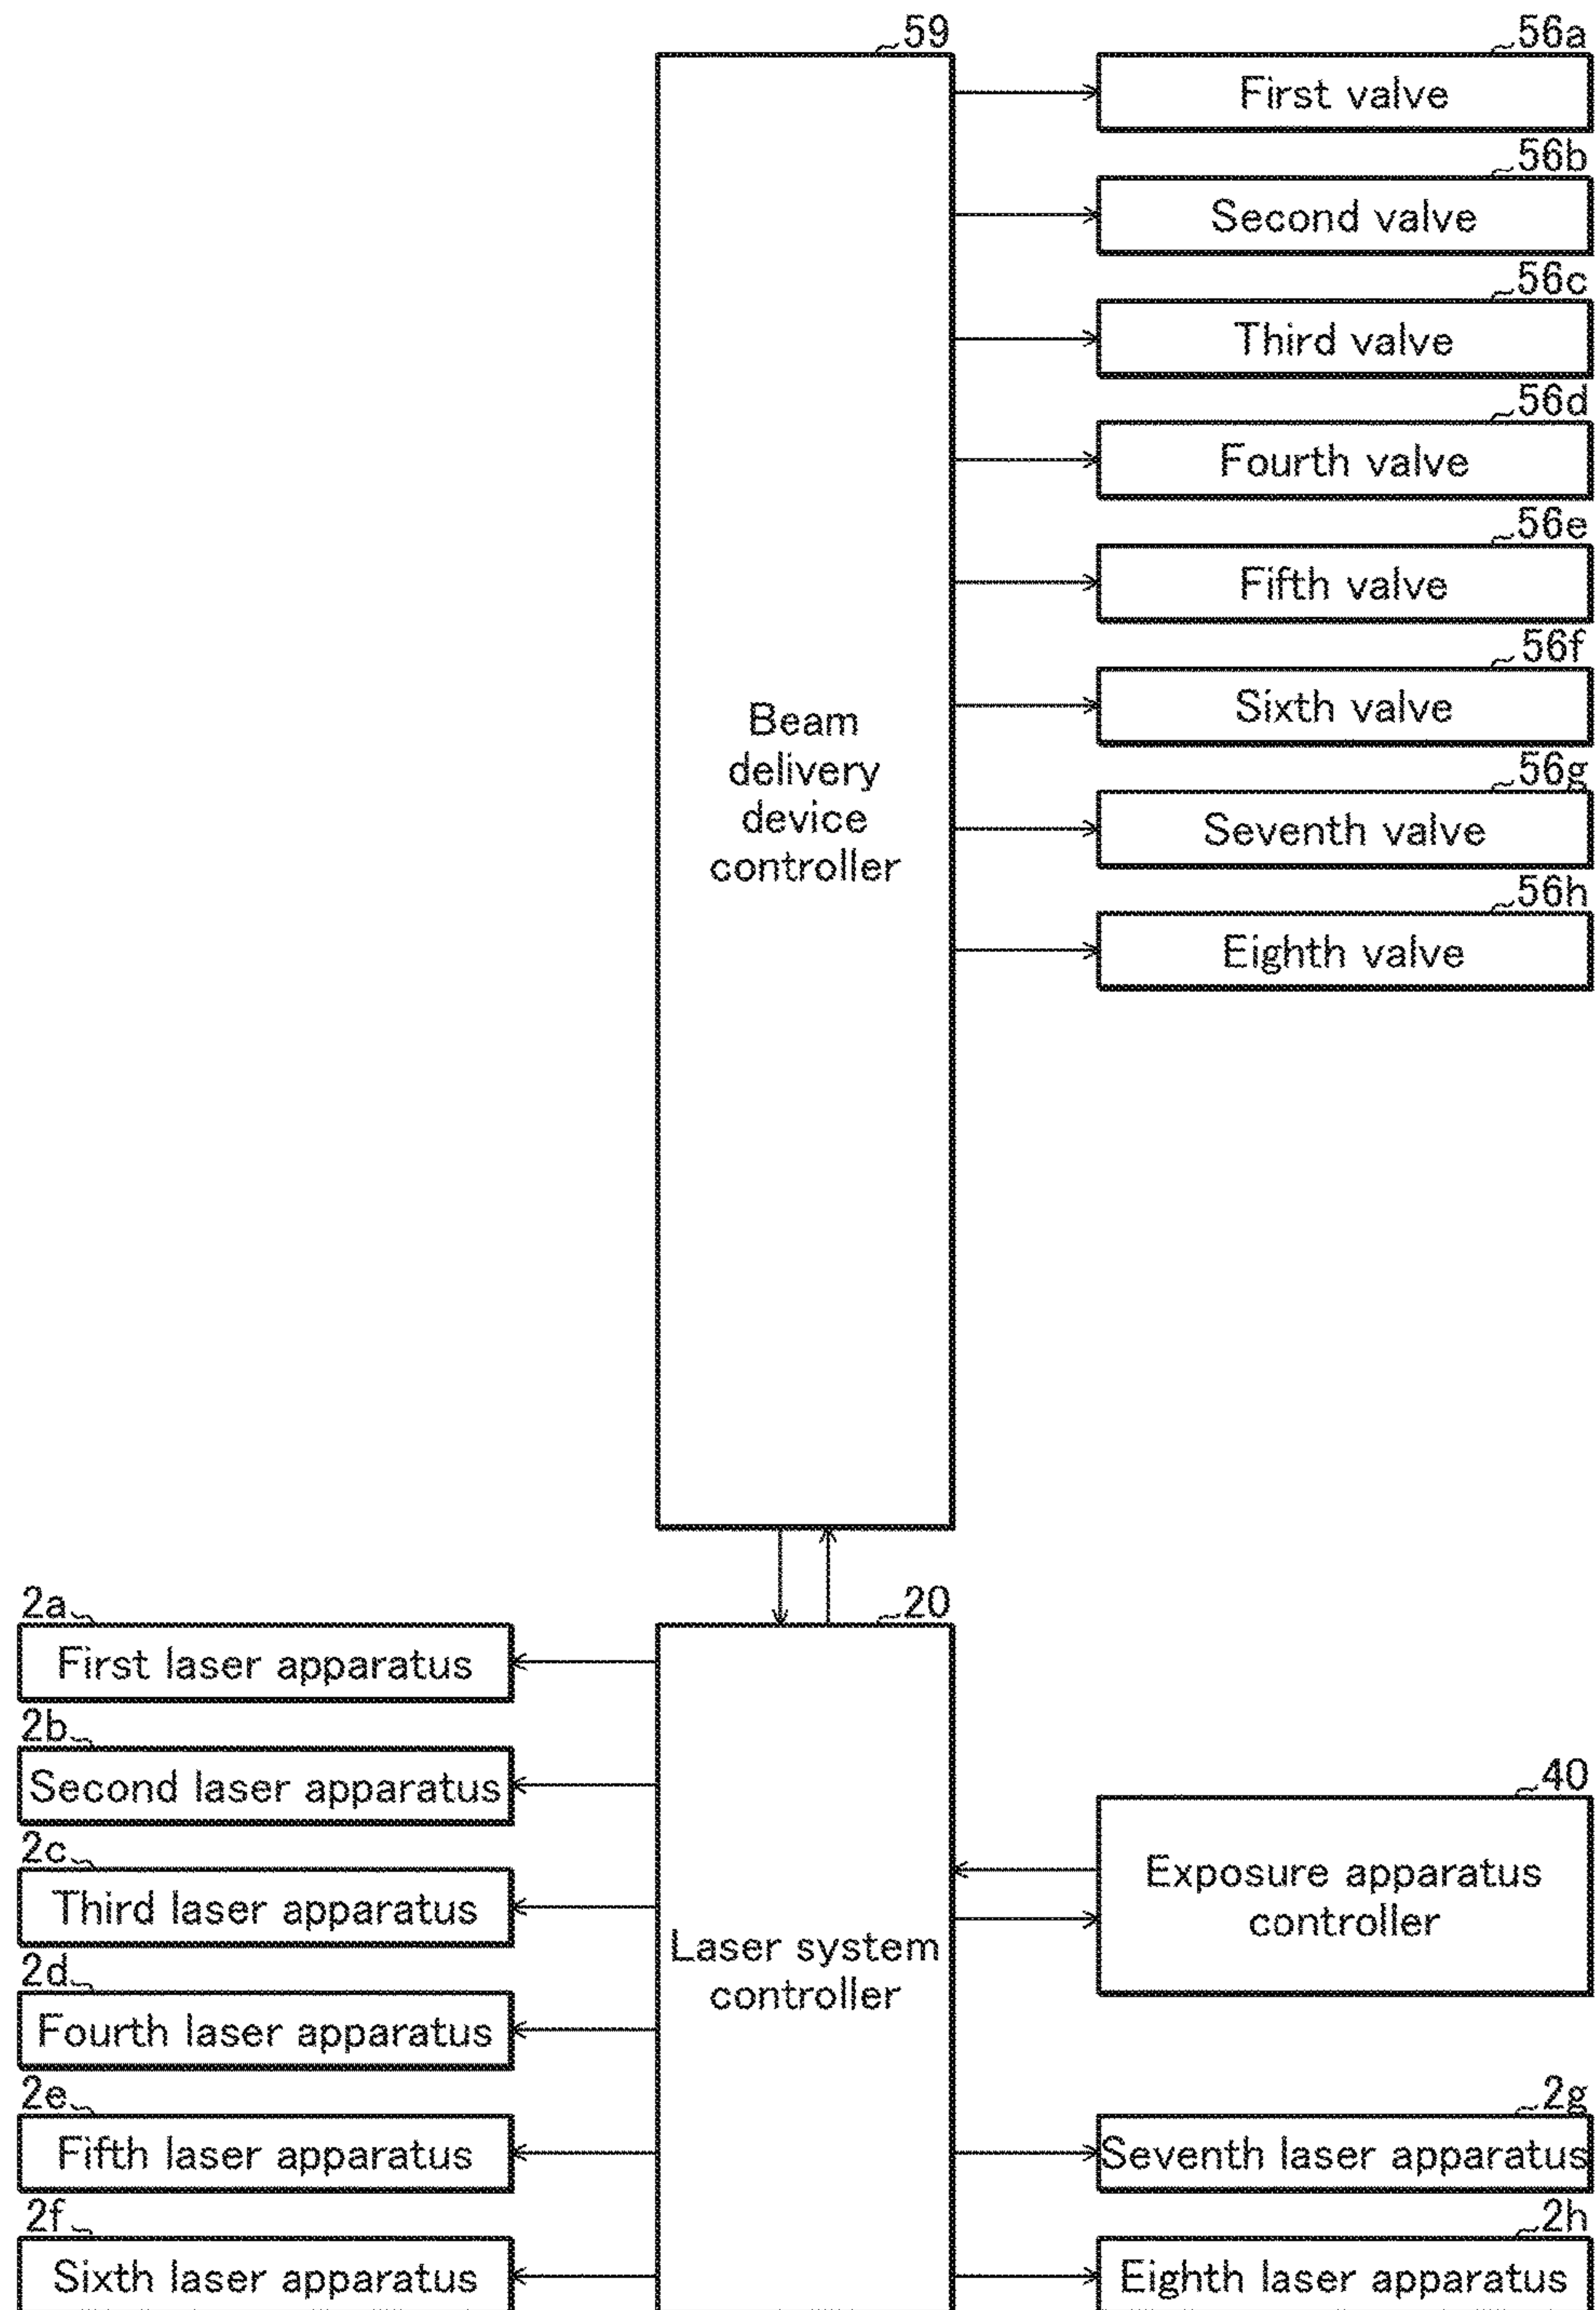 59
56a
First valve
56b
Second valve
56c
Third valve
56d
Fourth valve
56e
Fifth valve
56f
Sixth valve
56g
Seventh valve
56h
Eighth valve
Beam
delivery
device
controller
2a
First laser apparatus
2b
Second laser apparatus
2c
Third laser apparatus
2d
Fourth laser apparatus
2e
Fifth laser apparatus
2f
Sixth laser apparatus
20
Laser system
controller
40
Exposure apparatus
controller
2g
Seventh laser apparatus
2h
Eighth laser apparatus